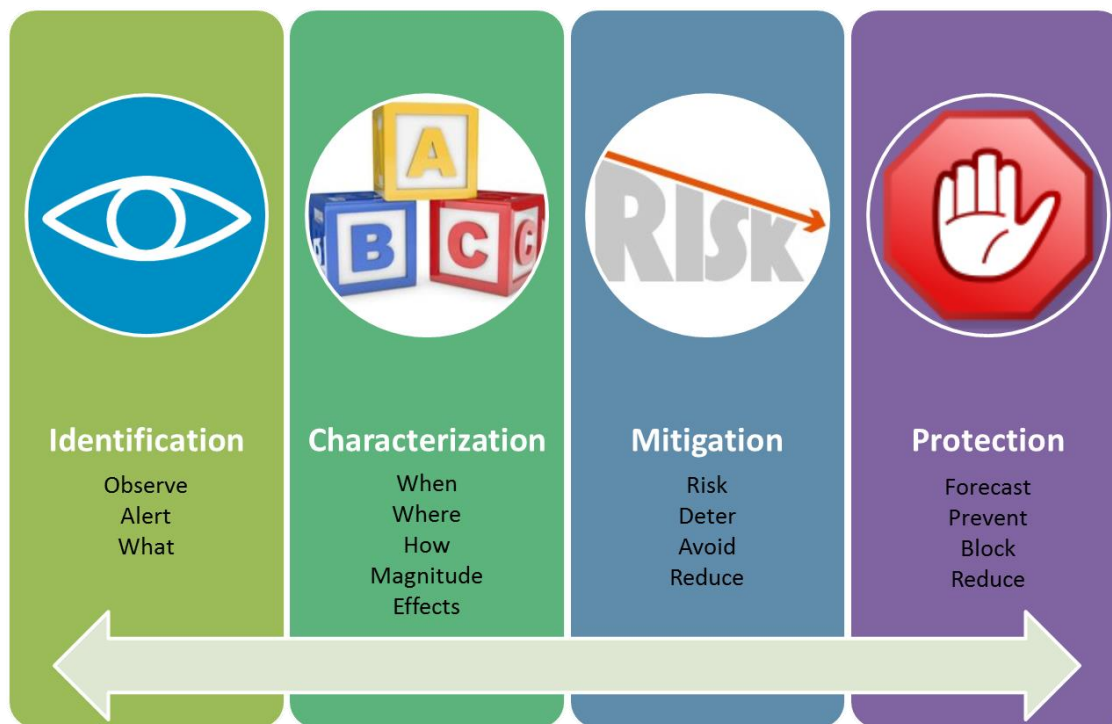 A
B
C
C
RISK
Identification
Observe
Alert
What
Characterization
When
Where
How
Magnitude
Effects
Mitigation
Risk
Deter
Avoid
Reduce
Protection
Forecast
Prevent
Block
Reduce